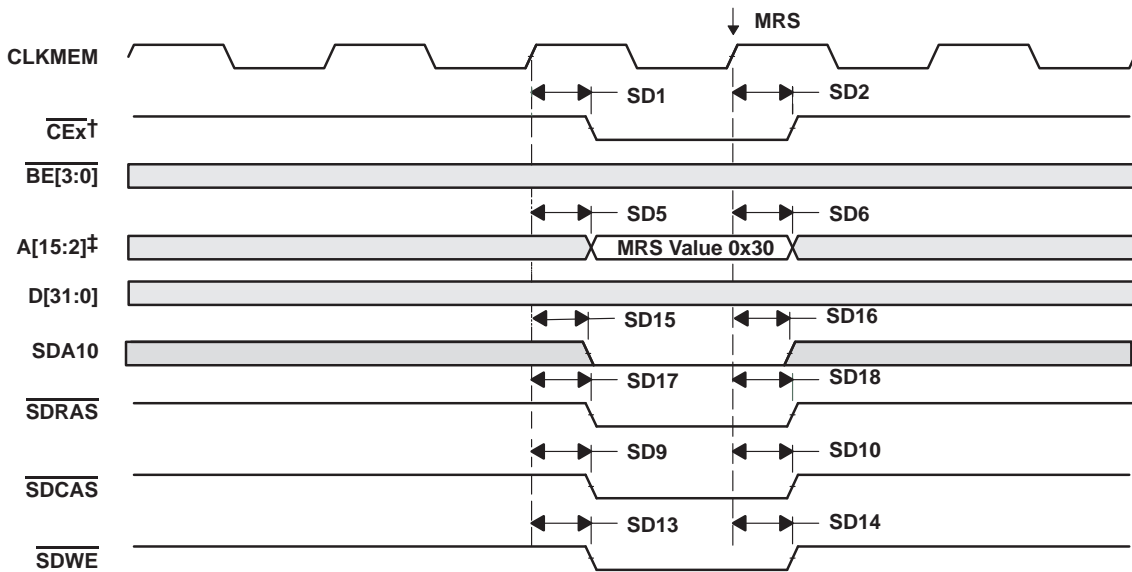 MRS
CLKMEM
SD1
SD2
CEx†
BE[3:0]
SD5
SD6
A[15:2]‡
MRS Value 0x30
D[31:0]
SD15
SD16
SDA10
SD17
SD18
SDRAS
SD9
SD10
SDCAS
SD13
SD14
SDWE